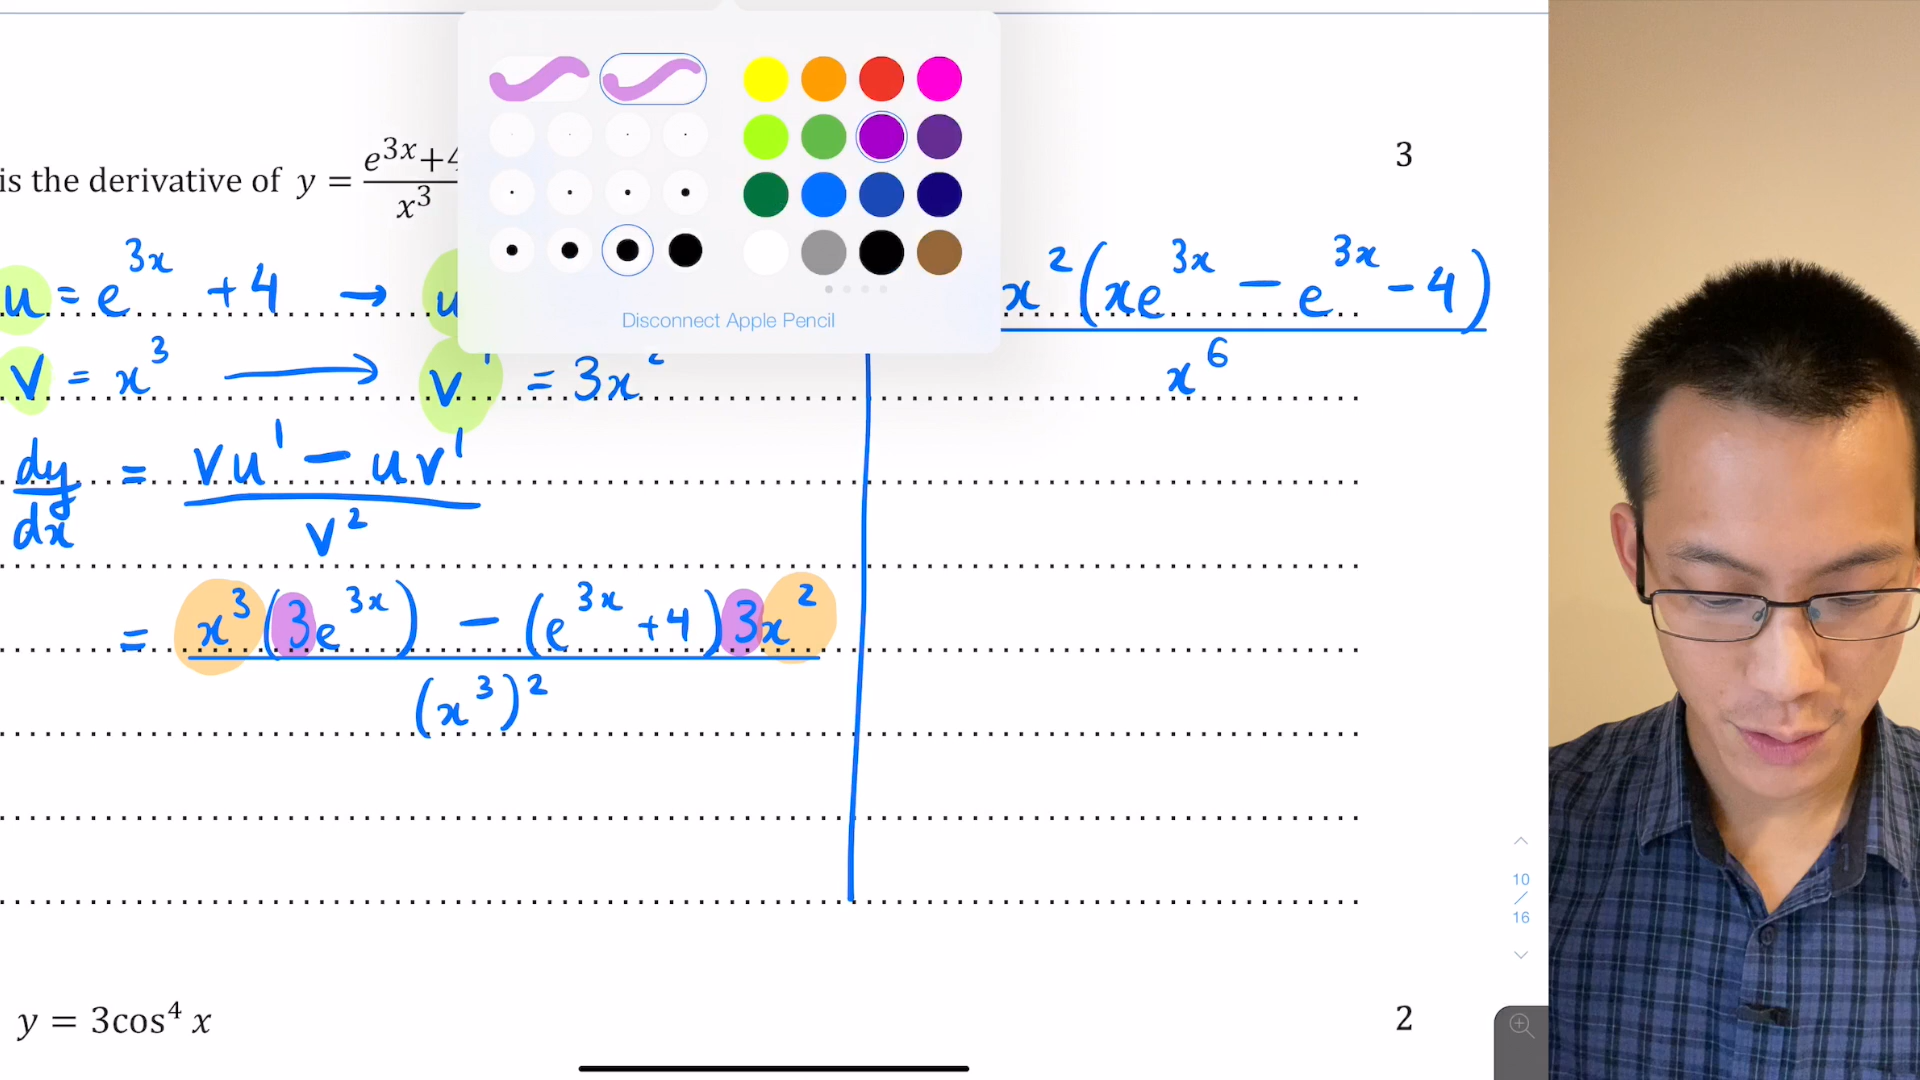 is the derivative of y = e^{3x}+4 / x^3
3
u = e^{3x} + 4 → u
v = x^3 ⟶ v' = 3x^2
dy/dx = vu' − uv' / v^2
= x^3(3e^{3x}) − (e^{3x} + 4)3x^2 / (x^3)^2
x^2(xe^{3x} − e^{3x} − 4) / x^6
Disconnect Apple Pencil
10
/
16
y = 3cos^4 x
2